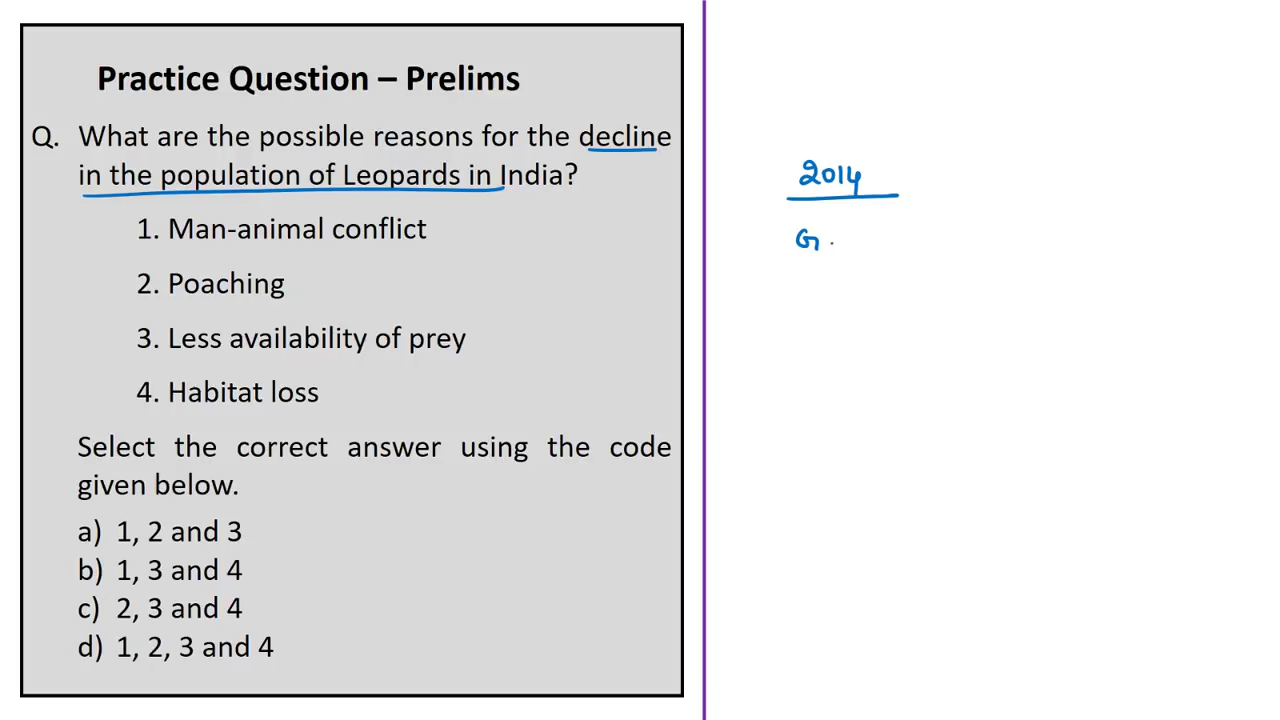 Practice Question – Prelims
Q. What are the possible reasons for the decline
in the population of Leopards in India?
1. Man-animal conflict
2. Poaching
3. Less availability of prey
4. Habitat loss
Select the correct answer using the code
given below.
a) 1, 2 and 3
b) 1, 3 and 4
c) 2, 3 and 4
d) 1, 2, 3 and 4
2014
G .